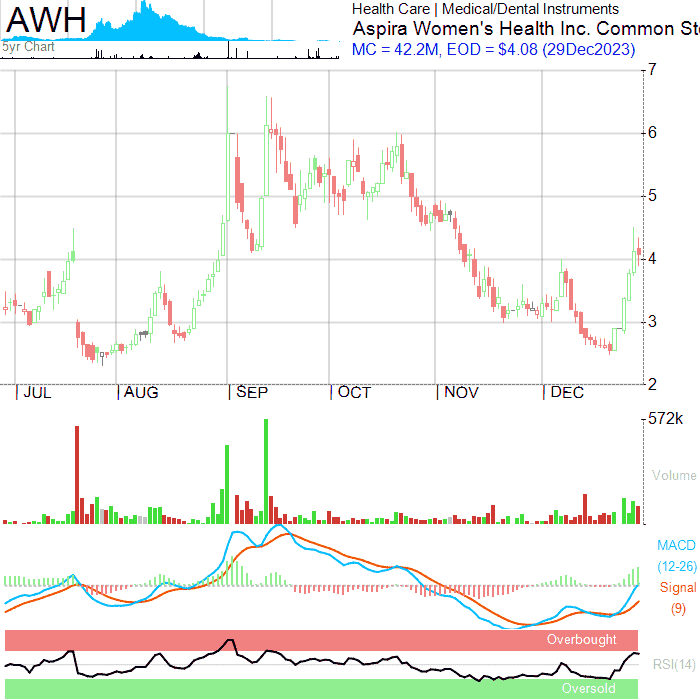 AWH
5yr Chart
Health Care | Medical/Dental Instruments
Aspira Women's Health Inc. Common Sto
MC = 42.2M, EOD = $4.08 (29Dec2023)
7
6
5
4
3
2
JUL AUG SEP OCT NOV DEC
572k
Volume
MACD
(12-26)
Signal
(9)
Overbought
RSI(14)
Oversold